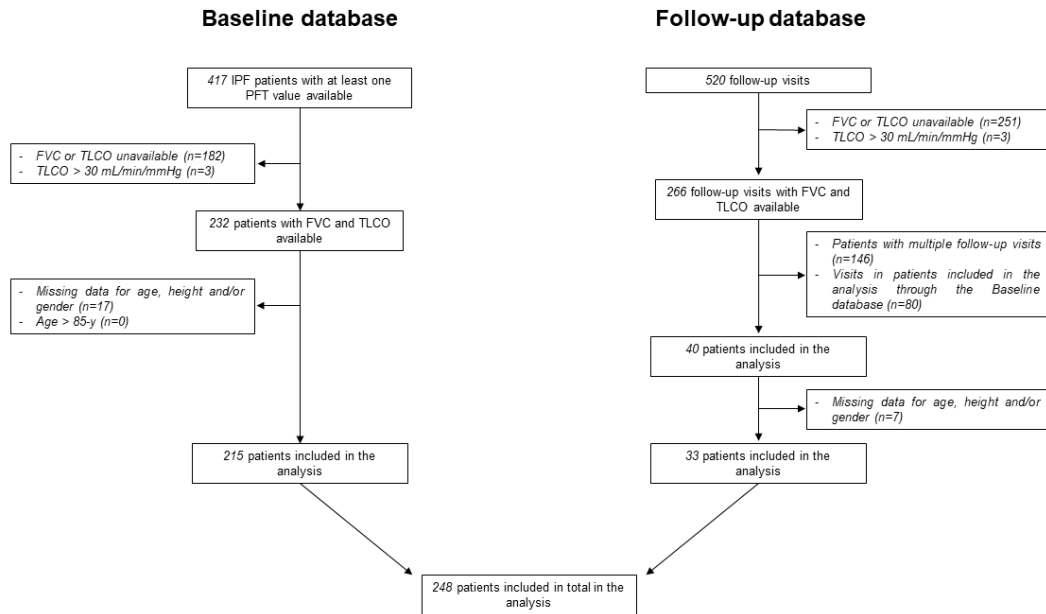 Baseline database
417 IPF patients with at least one
PFT value available
- FVC or TLCO unavailable (n=182)
- TLCO > 30 mL/min/mmHg (n=3)
232 patients with FVC and TLCO
available
- Missing data for age, height and/or
gender (n=17)
- Age > 85-y (n=0)
215 patients included in the
analysis
Follow-up database
520 follow-up visits
- FVC or TLCO unavailable (n=251)
- TLCO > 30 mL/min/mmHg (n=3)
266 follow-up visits with FVC and
TLCO available
- Patients with multiple follow-up visits
(n=146)
- Visits in patients included in the
analysis through the Baseline
database (n=80)
40 patients included in the
analysis
- Missing data for age, height and/or
gender (n=7)
33 patients included in the
analysis
248 patients included in total in the
analysis